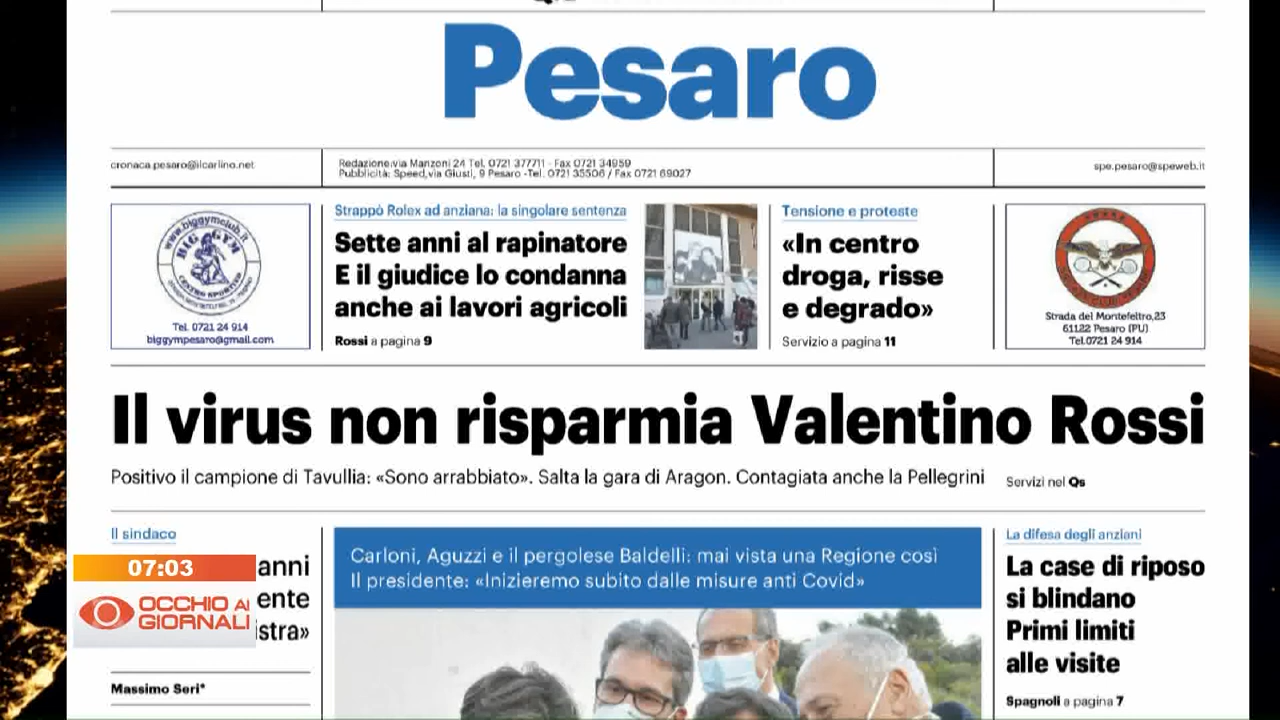 Pesaro
cronaca.pesaro@ilcarlino.net
Redazione:via Manzoni 24 Tel. 0721 377711 - Fax 0721 34959
Pubblicità: Speed,via Giusti, 9 Pesaro -Tel. 0721 35506 / Fax 0721 69027
spe.pesaro@speweb.it
www.biggymclub.it
BIG GYM
Tel. 0721 24 914
biggympesaro@gmail.com
Strappò Rolex ad anziana: la singolare sentenza
Sette anni al rapinatore
E il giudice lo condanna
anche ai lavori agricoli
Rossi a pagina 9
Tensione e proteste
«In centro
droga, risse
e degrado»
Servizio a pagina 11
Strada del Montefeltro,23
61122 Pesaro (PU)
Tel.0721 24 914
Il virus non risparmia Valentino Rossi
Positivo il campione di Tavullia: «Sono arrabbiato». Salta la gara di Aragon. Contagiata anche la Pellegrini
Servizi nel Qs
Il sindaco
anni
ente
istra»
Massimo Seri*
07:03
OCCHIO AI
GIORNALI
Carloni, Aguzzi e il pergolese Baldelli: mai vista una Regione così
Il presidente: «Inizieremo subito dalle misure anti Covid»
La difesa degli anziani
La case di riposo
si blindano
Primi limiti
alle visite
Spagnoli a pagina 7